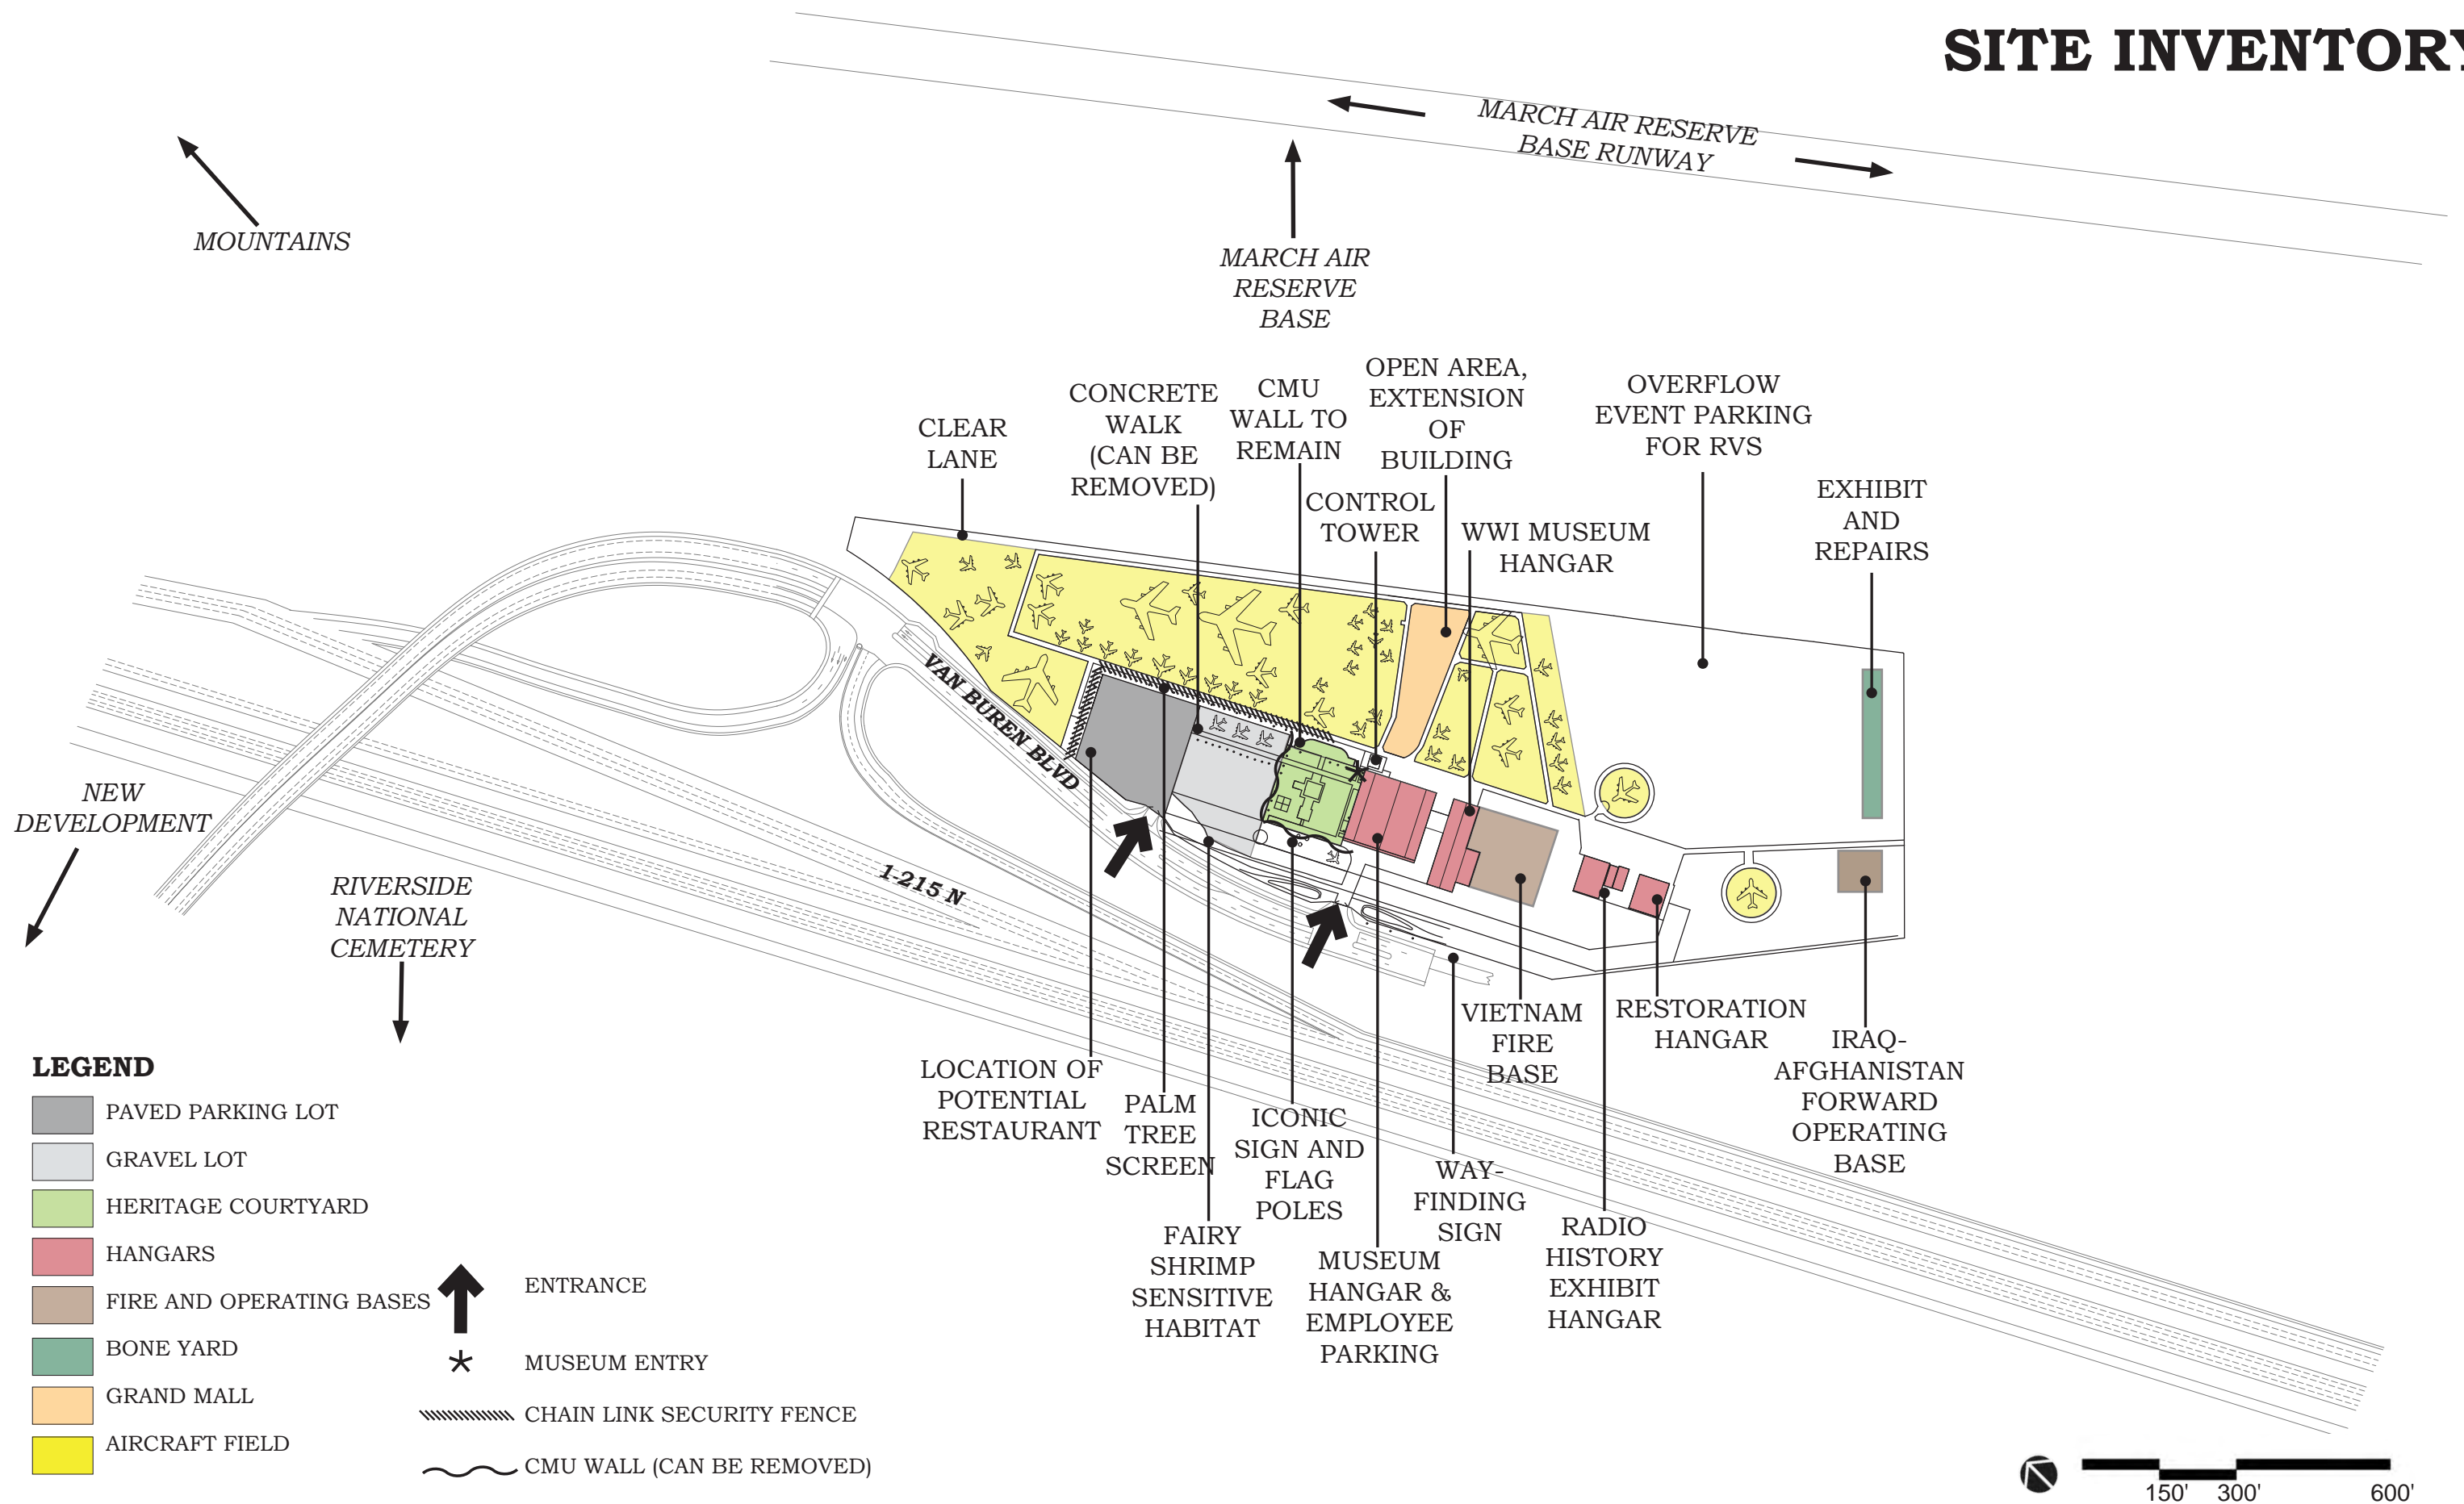 SITE INVENTORY
MARCH AIR RESERVE
BASE RUNWAY
MOUNTAINS
MARCH AIR
RESERVE
BASE
CLEAR
LANE
CONCRETE
WALK
(CAN BE
REMOVED)
CMU
WALL TO
REMAIN
OPEN AREA,
EXTENSION
OF
BUILDING
CONTROL
TOWER
WWI MUSEUM
HANGAR
OVERFLOW
EVENT PARKING
FOR RVS
EXHIBIT
AND
REPAIRS
VAN BUREN BLVD
1-215 N
NEW
DEVELOPMENT
RIVERSIDE
NATIONAL
CEMETERY
LOCATION OF
POTENTIAL
RESTAURANT
PALM
TREE
SCREEN
FAIRY
SHRIMP
SENSITIVE
HABITAT
ICONIC
SIGN AND
FLAG
POLES
MUSEUM
HANGAR &
EMPLOYEE
PARKING
WAY-
FINDING
SIGN
VIETNAM
FIRE
BASE
RADIO
HISTORY
EXHIBIT
HANGAR
RESTORATION
HANGAR
IRAQ-
AFGHANISTAN
FORWARD
OPERATING
BASE
LEGEND
PAVED PARKING LOT
GRAVEL LOT
HERITAGE COURTYARD
HANGARS
FIRE AND OPERATING BASES
BONE YARD
GRAND MALL
AIRCRAFT FIELD
ENTRANCE
MUSEUM ENTRY
CHAIN LINK SECURITY FENCE
CMU WALL (CAN BE REMOVED)
150' 300' 600'